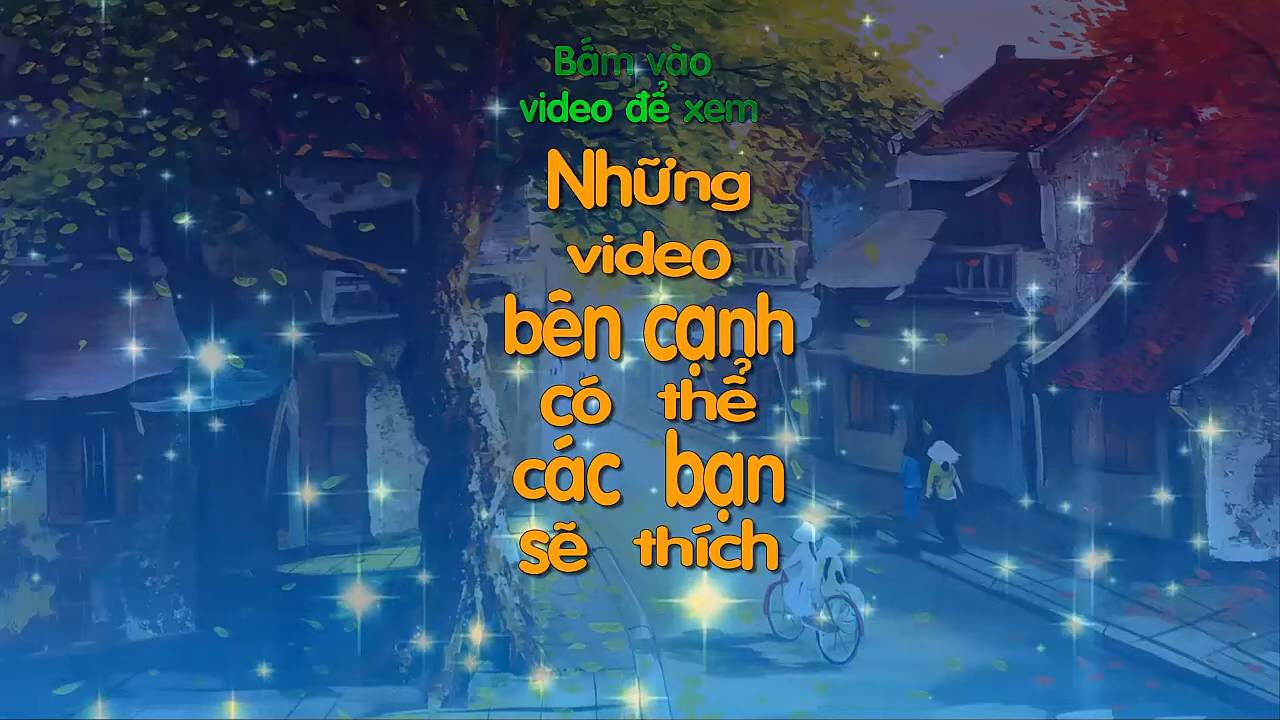 Bấm vào
video để xem
Những
video
bên cạnh
có thể
các bạn
sẽ thích